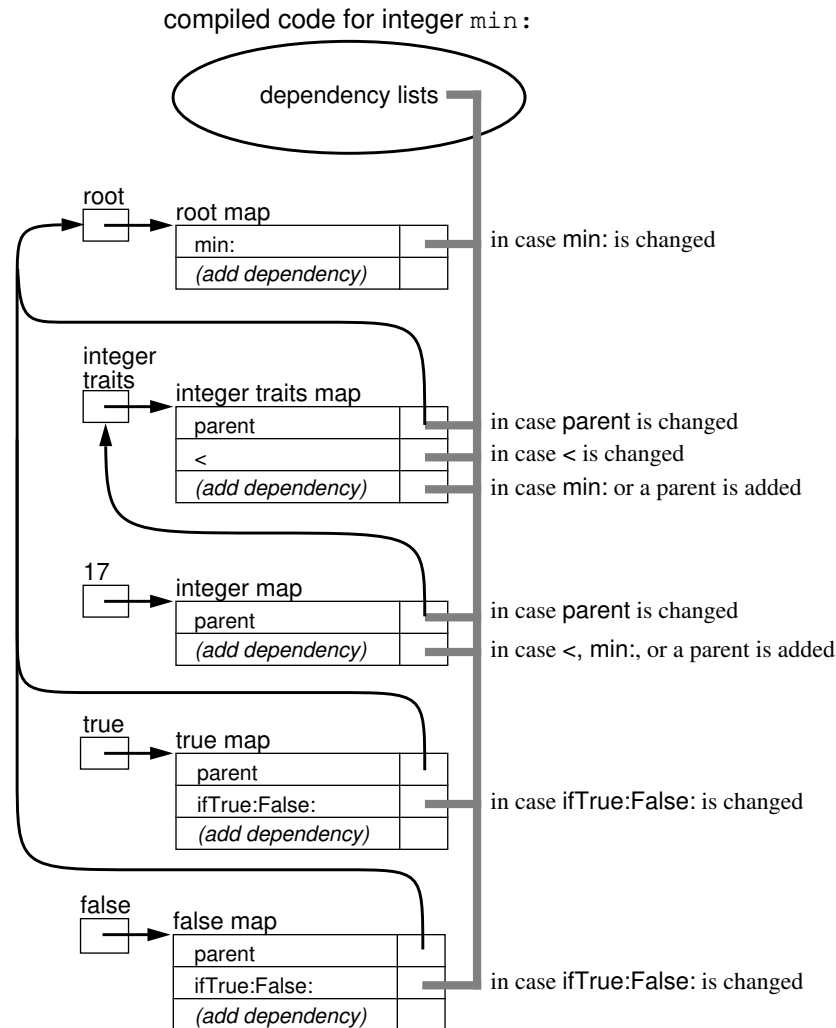 compiled code for integer min:
dependency lists
root
root map
min:
in case min: is changed
(add dependency)
integer
traits
integer traits map
parent
in case parent is changed
<
in case < is changed
(add dependency)
in case min: or a parent is added
17
integer map
parent
in case parent is changed
(add dependency)
in case <, min:, or a parent is added
true
true map
parent
ifTrue:False:
in case ifTrue:False: is changed
(add dependency)
false
false map
parent
ifTrue:False:
in case ifTrue:False: is changed
(add dependency)